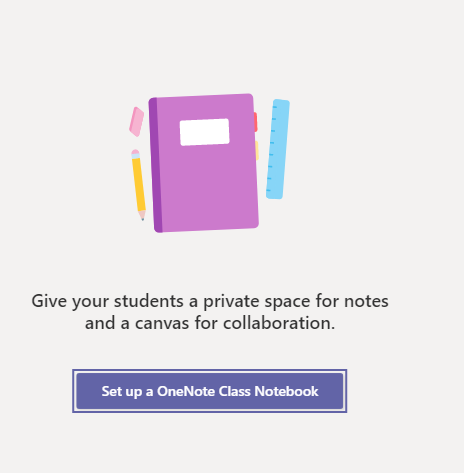 Give your students a private space for notes
and a canvas for collaboration.
Set up a OneNote Class Notebook